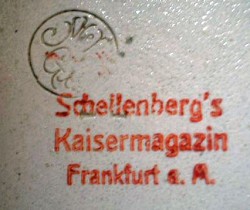 Schellenberg's
Kaisermagazin
Frankfurt a. M.